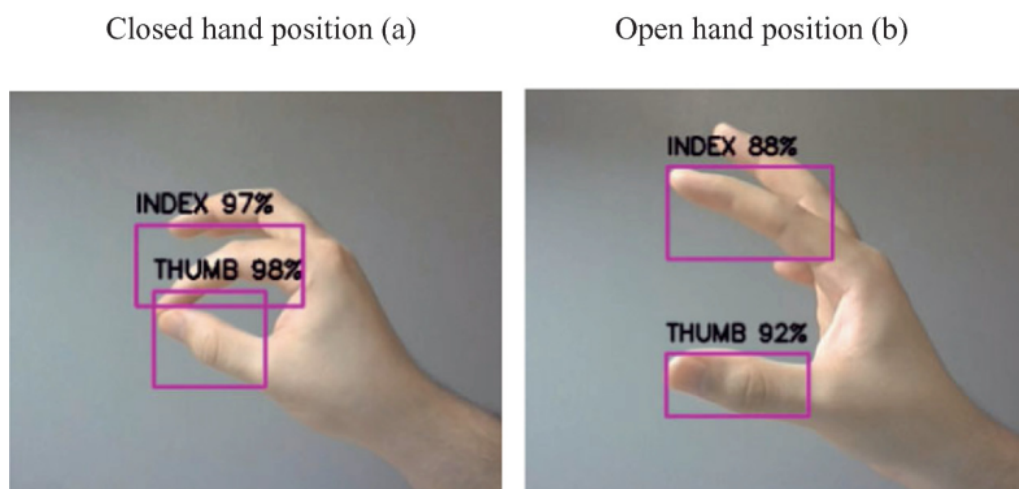 Closed hand position (a)
Open hand position (b)
INDEX 97%
THUMB 98%
INDEX 88%
THUMB 92%